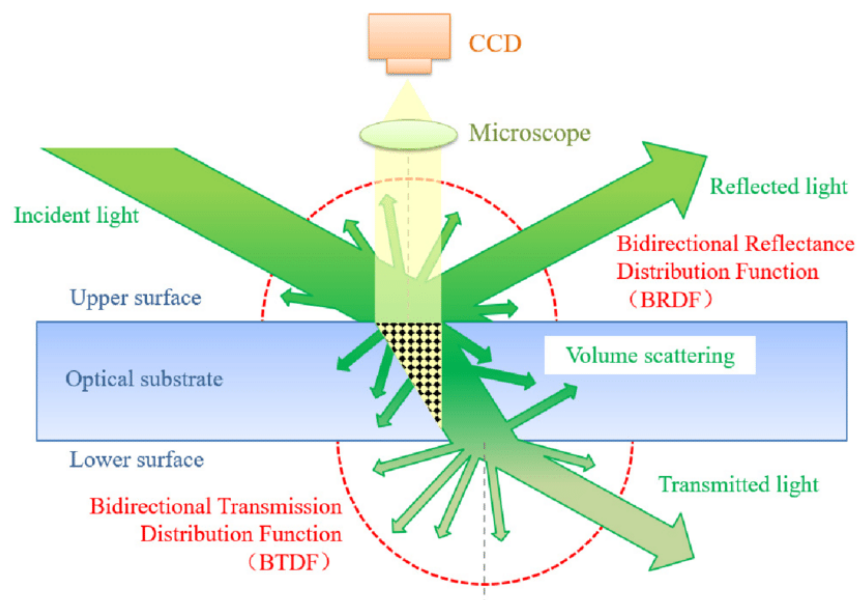 CCD
Microscope
Incident light
Reflected light
Bidirectional Reflectance
Distribution Function
（BRDF）
Upper surface
Volume scattering
Optical substrate
Lower surface
Transmitted light
Bidirectional Transmission
Distribution Function
（BTDF）